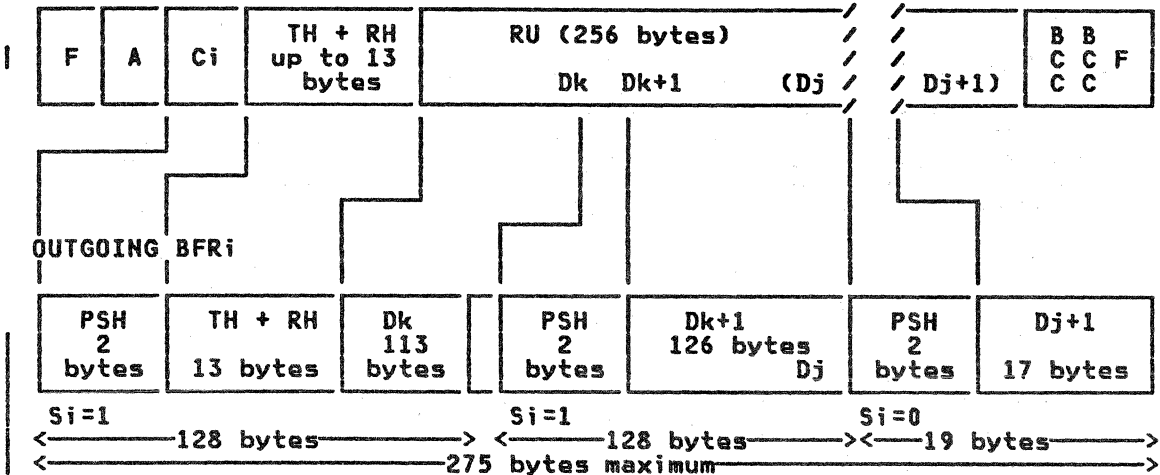 TH + RH RU (256 bytes) B B
F A Ci up to 13 C C F
bytes Dk Dk+1 (Dj Dj+1) C C
OUTGOING BFRi
PSH TH + RH Dk PSH Dk+1 PSH Dj+1
2 113 2 126 bytes 2
bytes 13 bytes bytes bytes Dj bytes 17 bytes
Si=1 Si=1 Si=0
128 bytes 128 bytes 19 bytes
275 bytes maximum